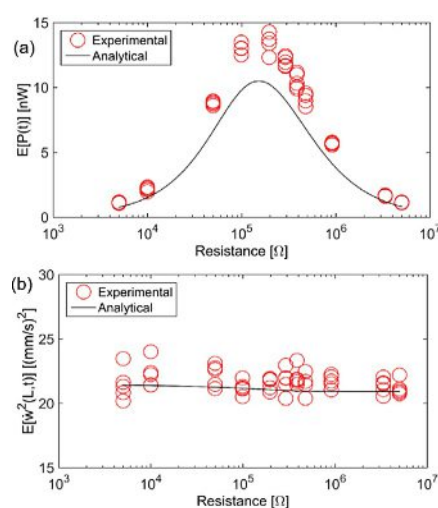 (a)
15
Experimental
Analytical
10
5
0
E[P(t)] [nW]
10³ 10⁴ 10⁵ 10⁶ 10⁷
Resistance [Ω]
(b)
30
Experimental
Analytical
25
20
15
E[ẇ²(L,t)] [(mm/s)²]
10³ 10⁴ 10⁵ 10⁶ 10⁷
Resistance [Ω]